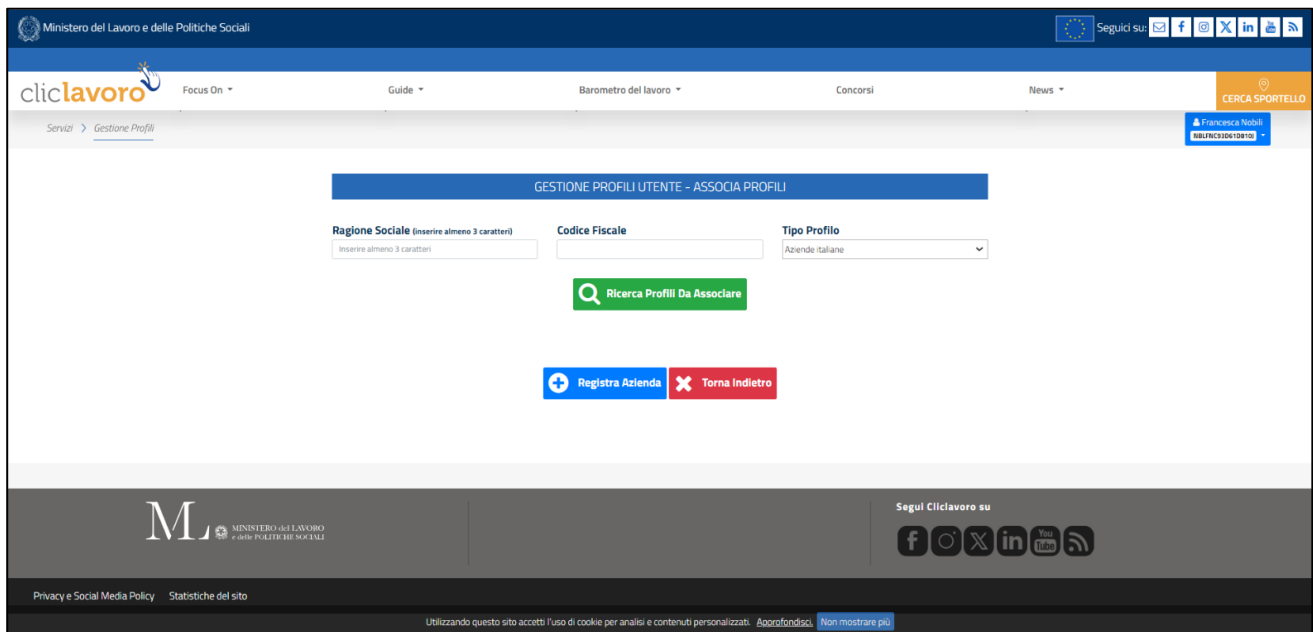 Ministero del Lavoro e delle Politiche Sociali
Seguici su:
cliclavoro
Focus On
Guide
Barometro del lavoro
Concorsi
News
CERCA SPORTELLO
Servizi > Gestione Profili
Francesca Nobili
GESTIONE PROFILI UTENTE - ASSOCIA PROFILI
Ragione Sociale (inserire almeno 3 caratteri)
Codice Fiscale
Tipo Profilo
Inserire almeno 3 caratteri
Aziende italiane
Ricerca Profili Da Associare
Registra Azienda
Torna Indietro
ML
MINISTERO del LAVORO
e delle POLITICHE SOCIALI
Segui Cliclavoro su
You
Tube
Privacy e Social Media Policy
Statistiche del sito
Utilizzando questo sito accetti l'uso di cookie per analisi e contenuti personalizzati. Approfondisci. Non mostrare più